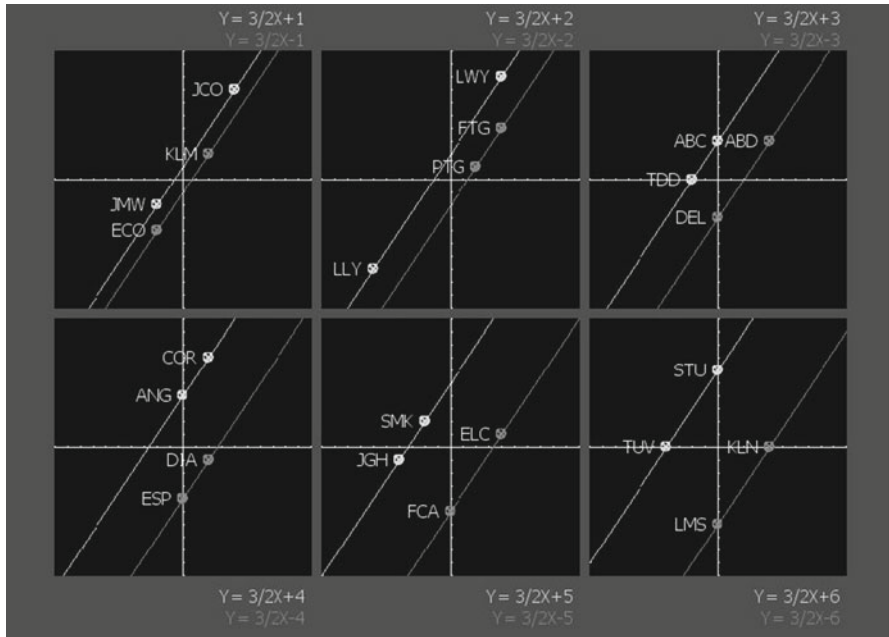 Y = 3/2X+1
Y = 3/2X-1
Y = 3/2X+2
Y = 3/2X-2
Y = 3/2X+3
Y = 3/2X-3
JCO
KLM
JMW
ECO
LWY
FTG
PTG
LLY
ABC
ABD
TDD
DEL
COR
ANG
DJA
ESP
SMK
ELC
JGH
FCA
STU
TUV
KLN
LMS
Y = 3/2X+4
Y = 3/2X-4
Y = 3/2X+5
Y = 3/2X-5
Y = 3/2X+6
Y = 3/2X-6